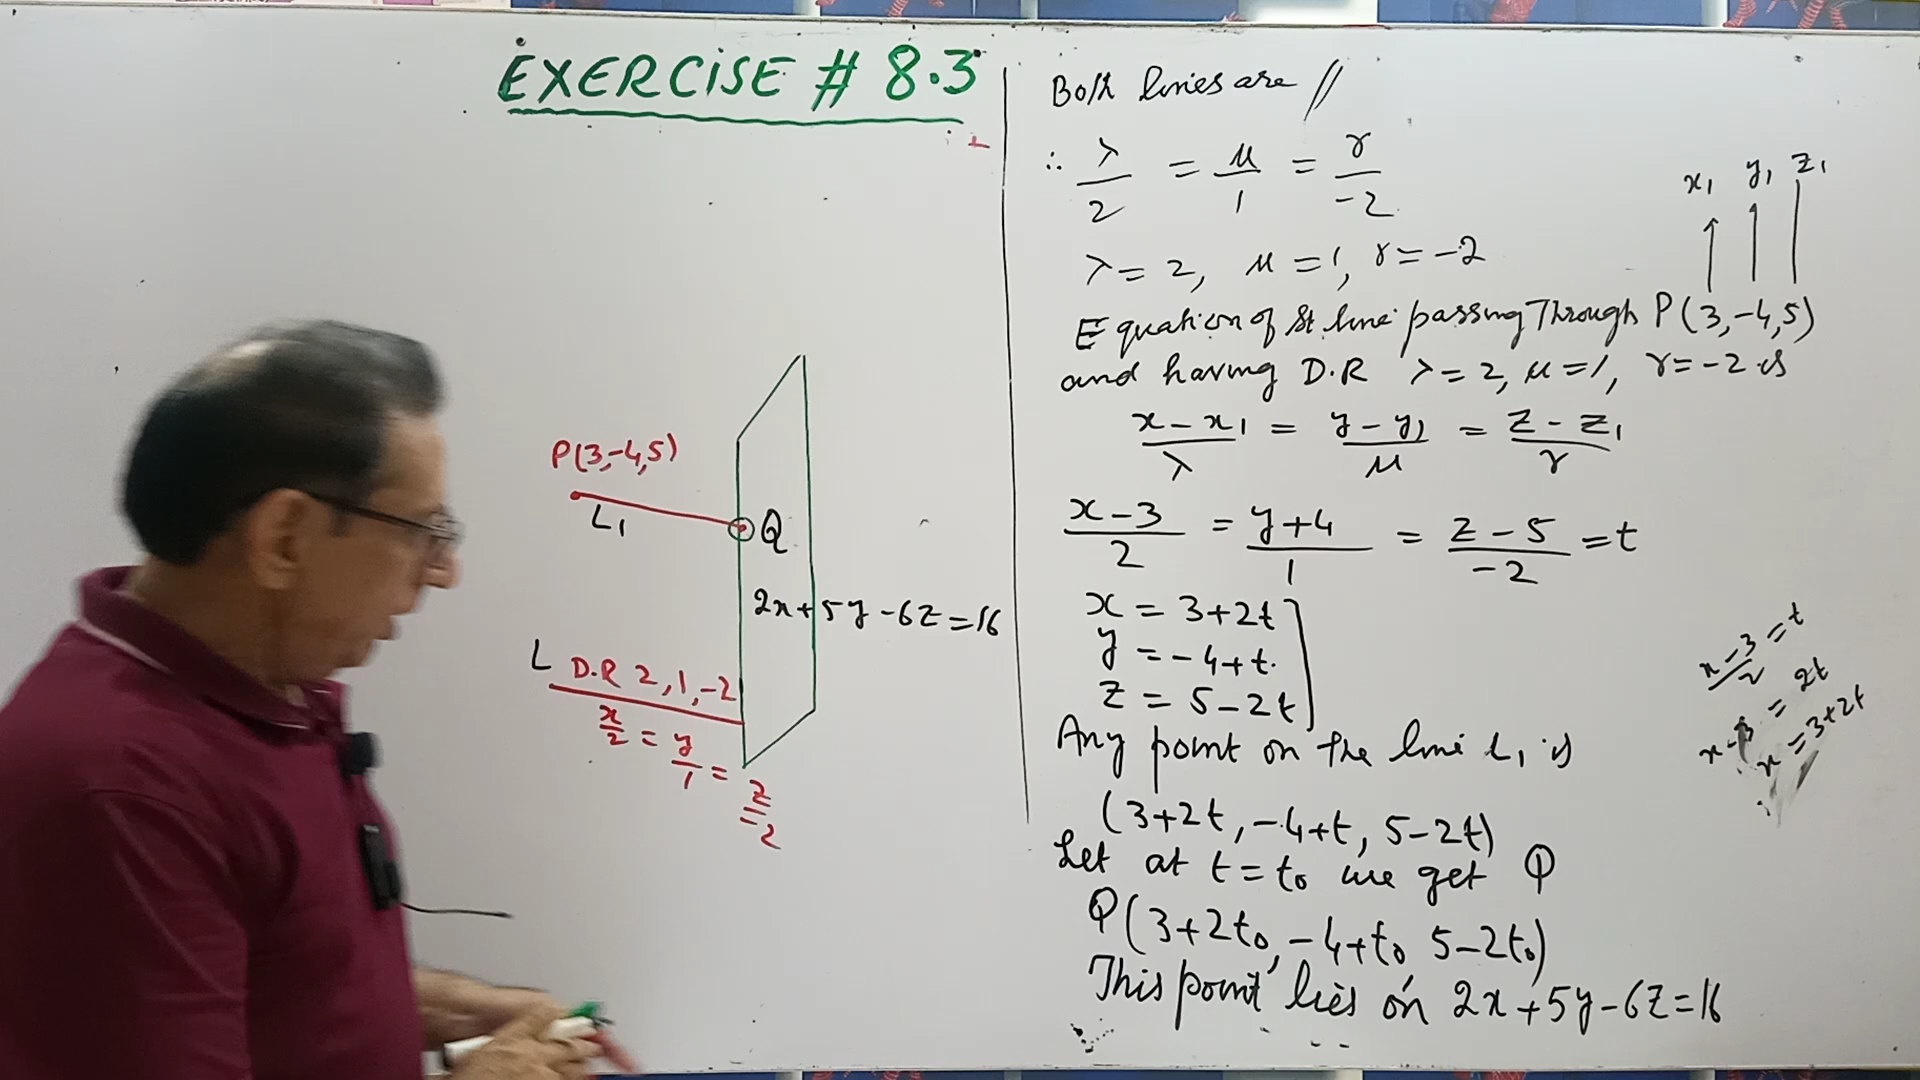 EXERCISE # 8.3
P(3,-4,5)
L₁
Q
2x+5y-6z=16
L D.R 2,1,-2
x/2 = y/1 = z/-2
Both lines are //
∴ λ/2 = μ/1 = γ/-2
λ = 2, μ = 1, γ = -2
x₁ y₁ z₁
Equation of St line passing Through P(3,-4,5)
and having D.R λ = 2, μ = 1, γ = -2 is
x - x₁/λ = y - y₁/μ = z - z₁/γ
x - 3/2 = y + 4/1 = z - 5/-2 = t
x = 3+2t
y = -4+t
z = 5-2t
x-3/2 = t
x-3 = 2t
x = 3+2t
Any point on the line L₁ is
(3+2t, -4+t, 5-2t)
Let at t = t₀ we get Q
Q(3+2t₀, -4+t₀, 5-2t₀)
This point lies on 2x+5y-6z=16